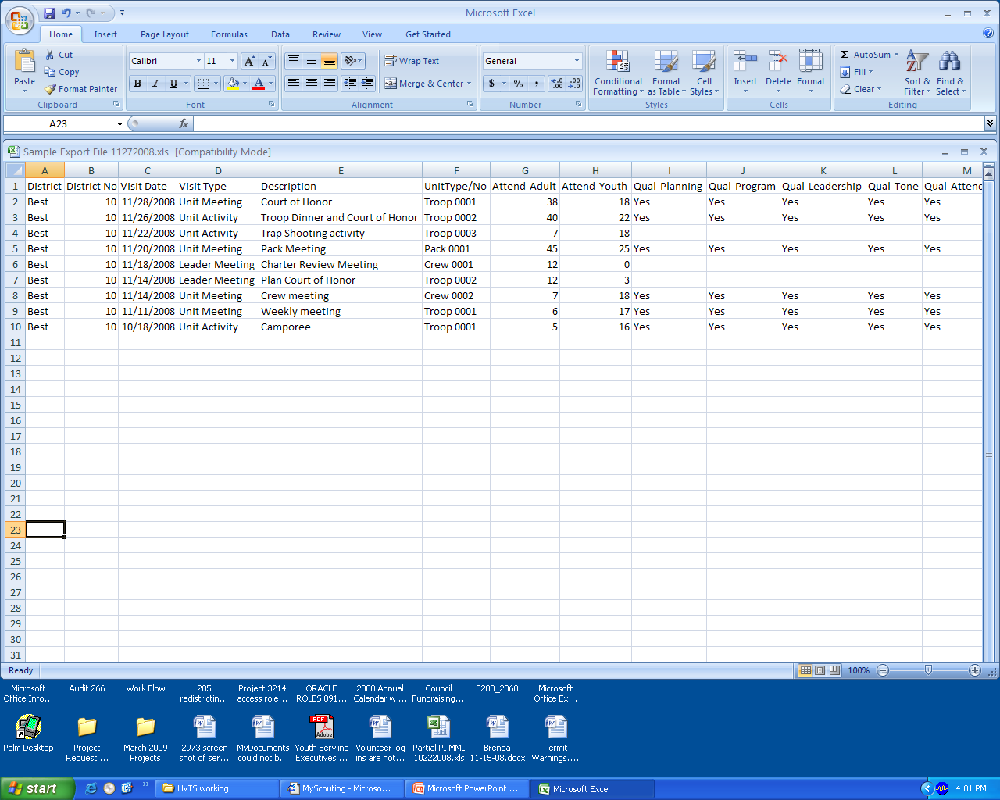 Microsoft Excel
Home Insert Page Layout Formulas Data Review View Get Started
Paste Cut Copy Format Painter
Calibri 11
B I U A A A
Wrap Text
Merge & Center
General
$ % ,
Conditional Formatting Format as Table Cell Styles
Insert Delete Format
Σ AutoSum Fill Clear
Sort & Filter Find & Select
Clipboard Font Alignment Number Styles Cells Editing
A23 fx
Sample Export File 11272008.xls [Compatibility Mode]
A B C D E F G H I J K L M
1 District District No Visit Date Visit Type Description UnitType/No Attend-Adult Attend-Youth Qual-Planning Qual-Program Qual-Leadership Qual-Tone Qual-Attend
2 Best 10 11/28/2008 Unit Meeting Court of Honor Troop 0001 38 18 Yes Yes Yes Yes Yes
3 Best 10 11/26/2008 Unit Activity Troop Dinner and Court of Honor Troop 0002 40 22 Yes Yes Yes Yes Yes
4 Best 10 11/22/2008 Unit Activity Trap Shooting activity Troop 0003 7 18
5 Best 10 11/20/2008 Unit Meeting Pack Meeting Pack 0001 45 25 Yes Yes Yes Yes Yes
6 Best 10 11/18/2008 Leader Meeting Charter Review Meeting Crew 0001 12 0
7 Best 10 11/14/2008 Leader Meeting Plan Court of Honor Troop 0002 12 3
8 Best 10 11/14/2008 Unit Meeting Crew meeting Crew 0002 7 18 Yes Yes Yes Yes Yes
9 Best 10 11/11/2008 Unit Meeting Weekly meeting Troop 0001 6 17 Yes Yes Yes Yes Yes
10 Best 10 10/18/2008 Unit Activity Camporee Troop 0001 5 16 Yes Yes Yes Yes Yes
11
12
13
14
15
16
17
18
19
20
21
22
23
24
25
26
27
28
29
30
31
Ready 100%
Microsoft Audit 266 Work Flow 205 Project 3214 ORACLE 2008 Annual Council 3208_2060 Microsoft
Office Info... redistrictin... access role... ROLES 091... Calendar w ... Fundraising... Office Ex...
PDF Adobe
Palm Desktop Project March 2009 2973 screen MyDocuments Youth Serving Volunteer log Partial PI MML Brenda Permit
Request ... Projects shot of ser... could not b... Executives ... ins are not... 10222008.xls 11-15-08.docx Warnings....
start UVTS working MyScouting - Microso... Microsoft PowerPoint ... Microsoft Excel 4:01 PM